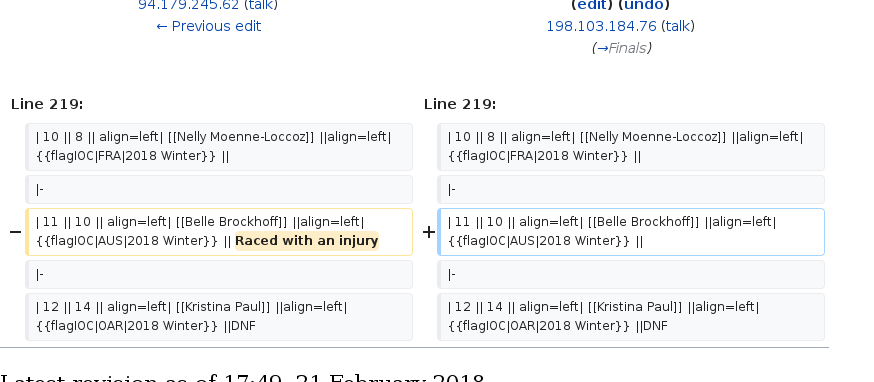 94.179.245.62 (talk)
← Previous edit
(edit) (undo)
198.103.184.76 (talk)
(→Finals)
Line 219:
| 10 || 8 || align=left| [[Nelly Moenne-Loccoz]] ||align=left|
{{flagIOC|FRA|2018 Winter}} ||
|-
− | 11 || 10 || align=left| [[Belle Brockhoff]] ||align=left|
{{flagIOC|AUS|2018 Winter}} || Raced with an injury
|-
| 12 || 14 || align=left| [[Kristina Paul]] ||align=left|
{{flagIOC|OAR|2018 Winter}} ||DNF
Line 219:
| 10 || 8 || align=left| [[Nelly Moenne-Loccoz]] ||align=left|
{{flagIOC|FRA|2018 Winter}} ||
|-
+ | 11 || 10 || align=left| [[Belle Brockhoff]] ||align=left|
{{flagIOC|AUS|2018 Winter}} ||
|-
| 12 || 14 || align=left| [[Kristina Paul]] ||align=left|
{{flagIOC|OAR|2018 Winter}} ||DNF
Latest revision as of 17:49, 21 February 2018